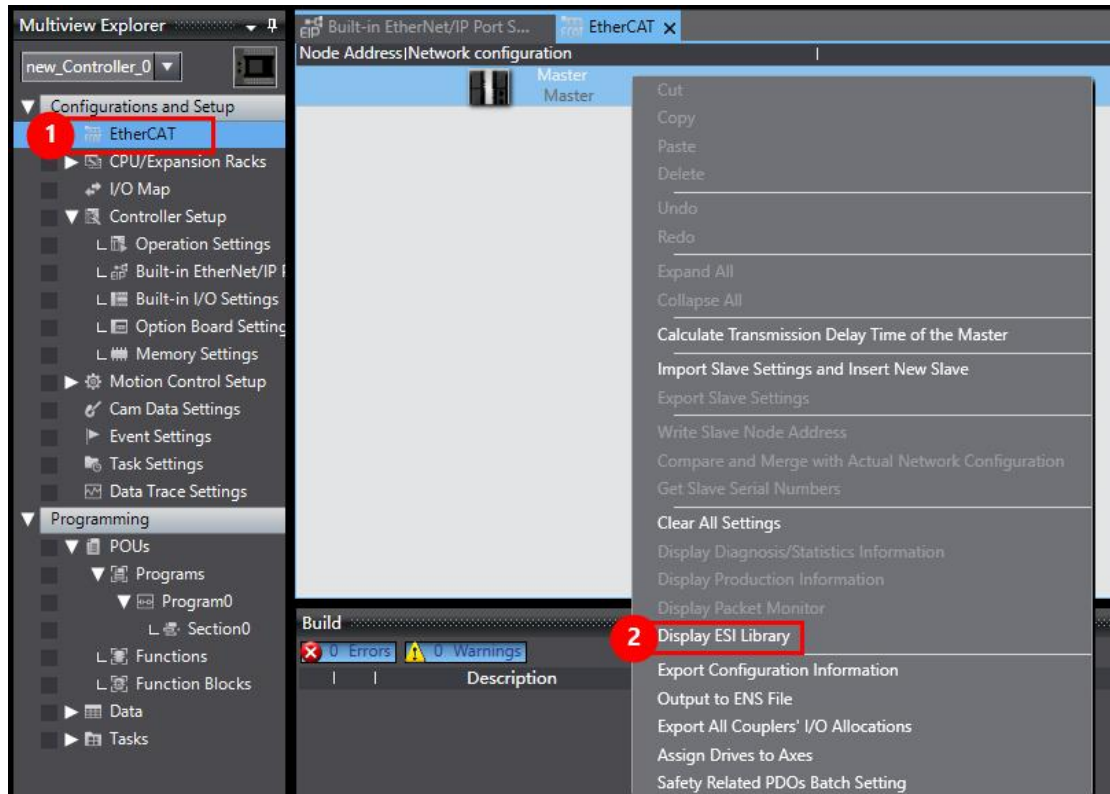 Multiview Explorer
new_Controller_0
Configurations and Setup
1
EtherCAT
CPU/Expansion Racks
I/O Map
Controller Setup
Operation Settings
Built-in EtherNet/IP P
Built-in I/O Settings
Option Board Setting
Memory Settings
Motion Control Setup
Cam Data Settings
Event Settings
Task Settings
Data Trace Settings
Programming
POUs
Programs
Program0
Section0
Functions
Function Blocks
Data
Tasks
Built-in EtherNet/IP Port S... EtherCAT
Node Address|Network configuration
Master
Master
Cut
Copy
Paste
Delete
Undo
Redo
Expand All
Collapse All
Calculate Transmission Delay Time of the Master
Import Slave Settings and Insert New Slave
Export Slave Settings
Write Slave Node Address
Compare and Merge with Actual Network Configuration
Get Slave Serial Numbers
Clear All Settings
Display Diagnosis/Statistics Information
Display Production Information
Display Packet Monitor
2
Display ESI Library
Export Configuration Information
Output to ENS File
Export All Couplers' I/O Allocations
Assign Drives to Axes
Safety Related PDOs Batch Setting
Build
0 Errors 0 Warnings
Description